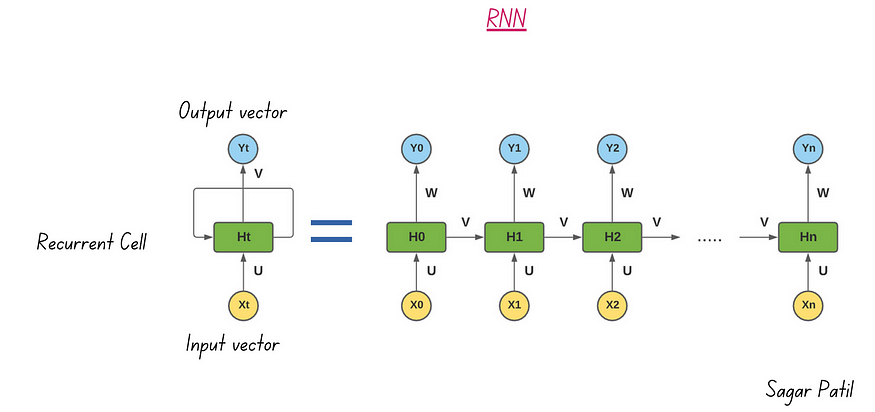 RNN
Output vector
Yt Y0 Y1 Y2 Yn
V W W W W
V V V V
Recurrent Cell Ht H0 H1 H2 ..... Hn
U U U U U
Xt X0 X1 X2 Xn
Input vector
Sagar Patil